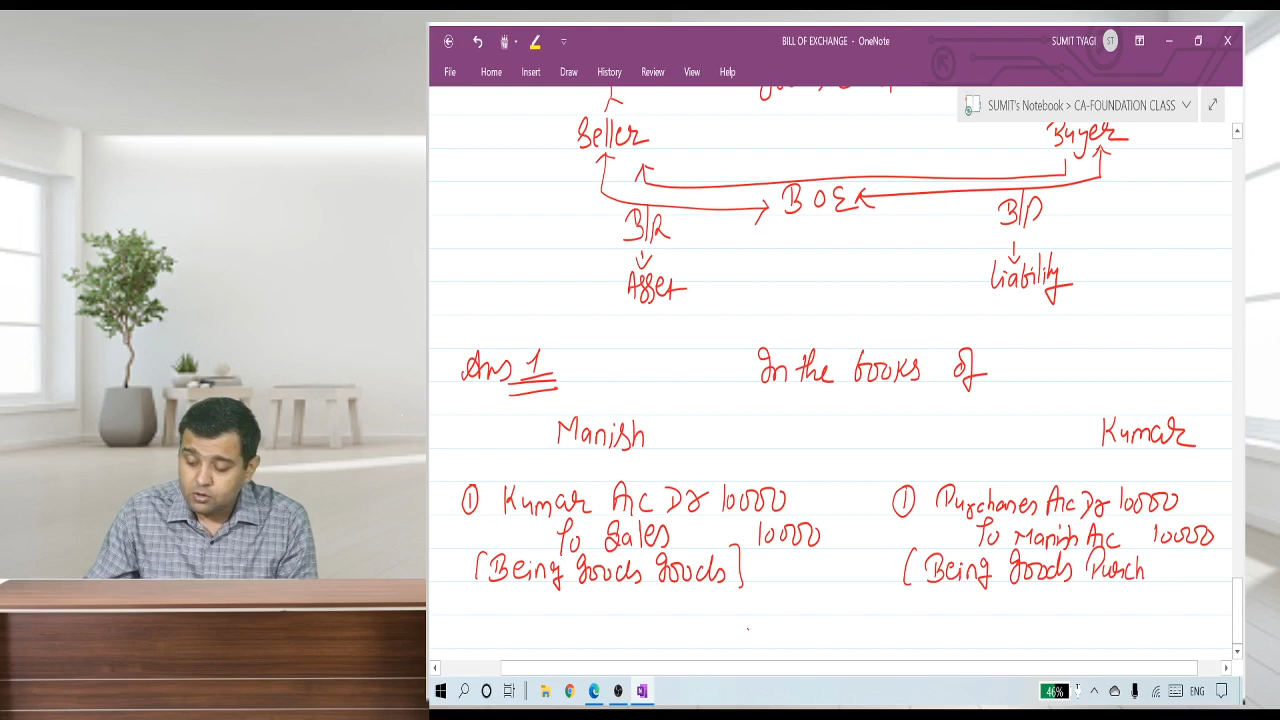 BILL OF EXCHANGE - OneNote
SUMIT TYAGI ST
File Home Insert Draw History Review View Help
SUMIT's Notebook > CA-FOUNDATION CLASS
Seller Buyer
BOE
B/R B/P
Asset Liability
Ans 1 In the books of
Manish Kumar
① Kumar A/c Dr 10000 ① Purchases A/c Dr 10000
To Sales 10000 To Manish A/c 10000
[Being Goods Goods] (Being Goods Purch
46% ENG